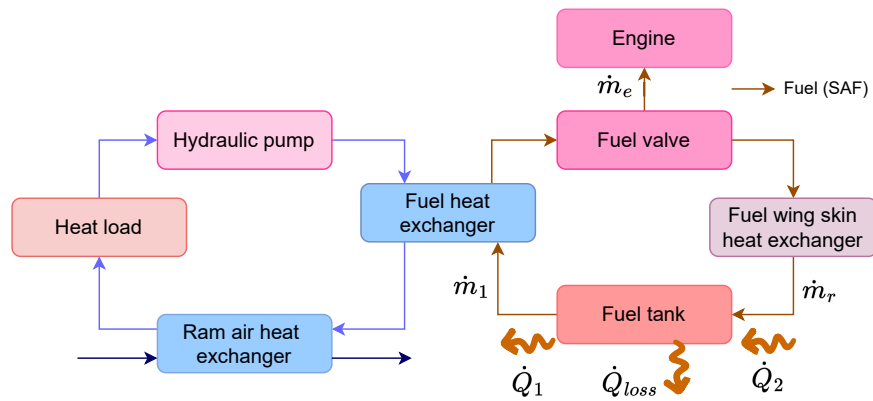 Engine
ṁₑ
Fuel (SAF)
Hydraulic pump
Fuel valve
Fuel heat
exchanger
Heat load
Fuel wing skin
heat exchanger
ṁ₁
ṁᵣ
Fuel tank
Ram air heat
exchanger
Q̇₁
Q̇_{loss}
Q̇₂